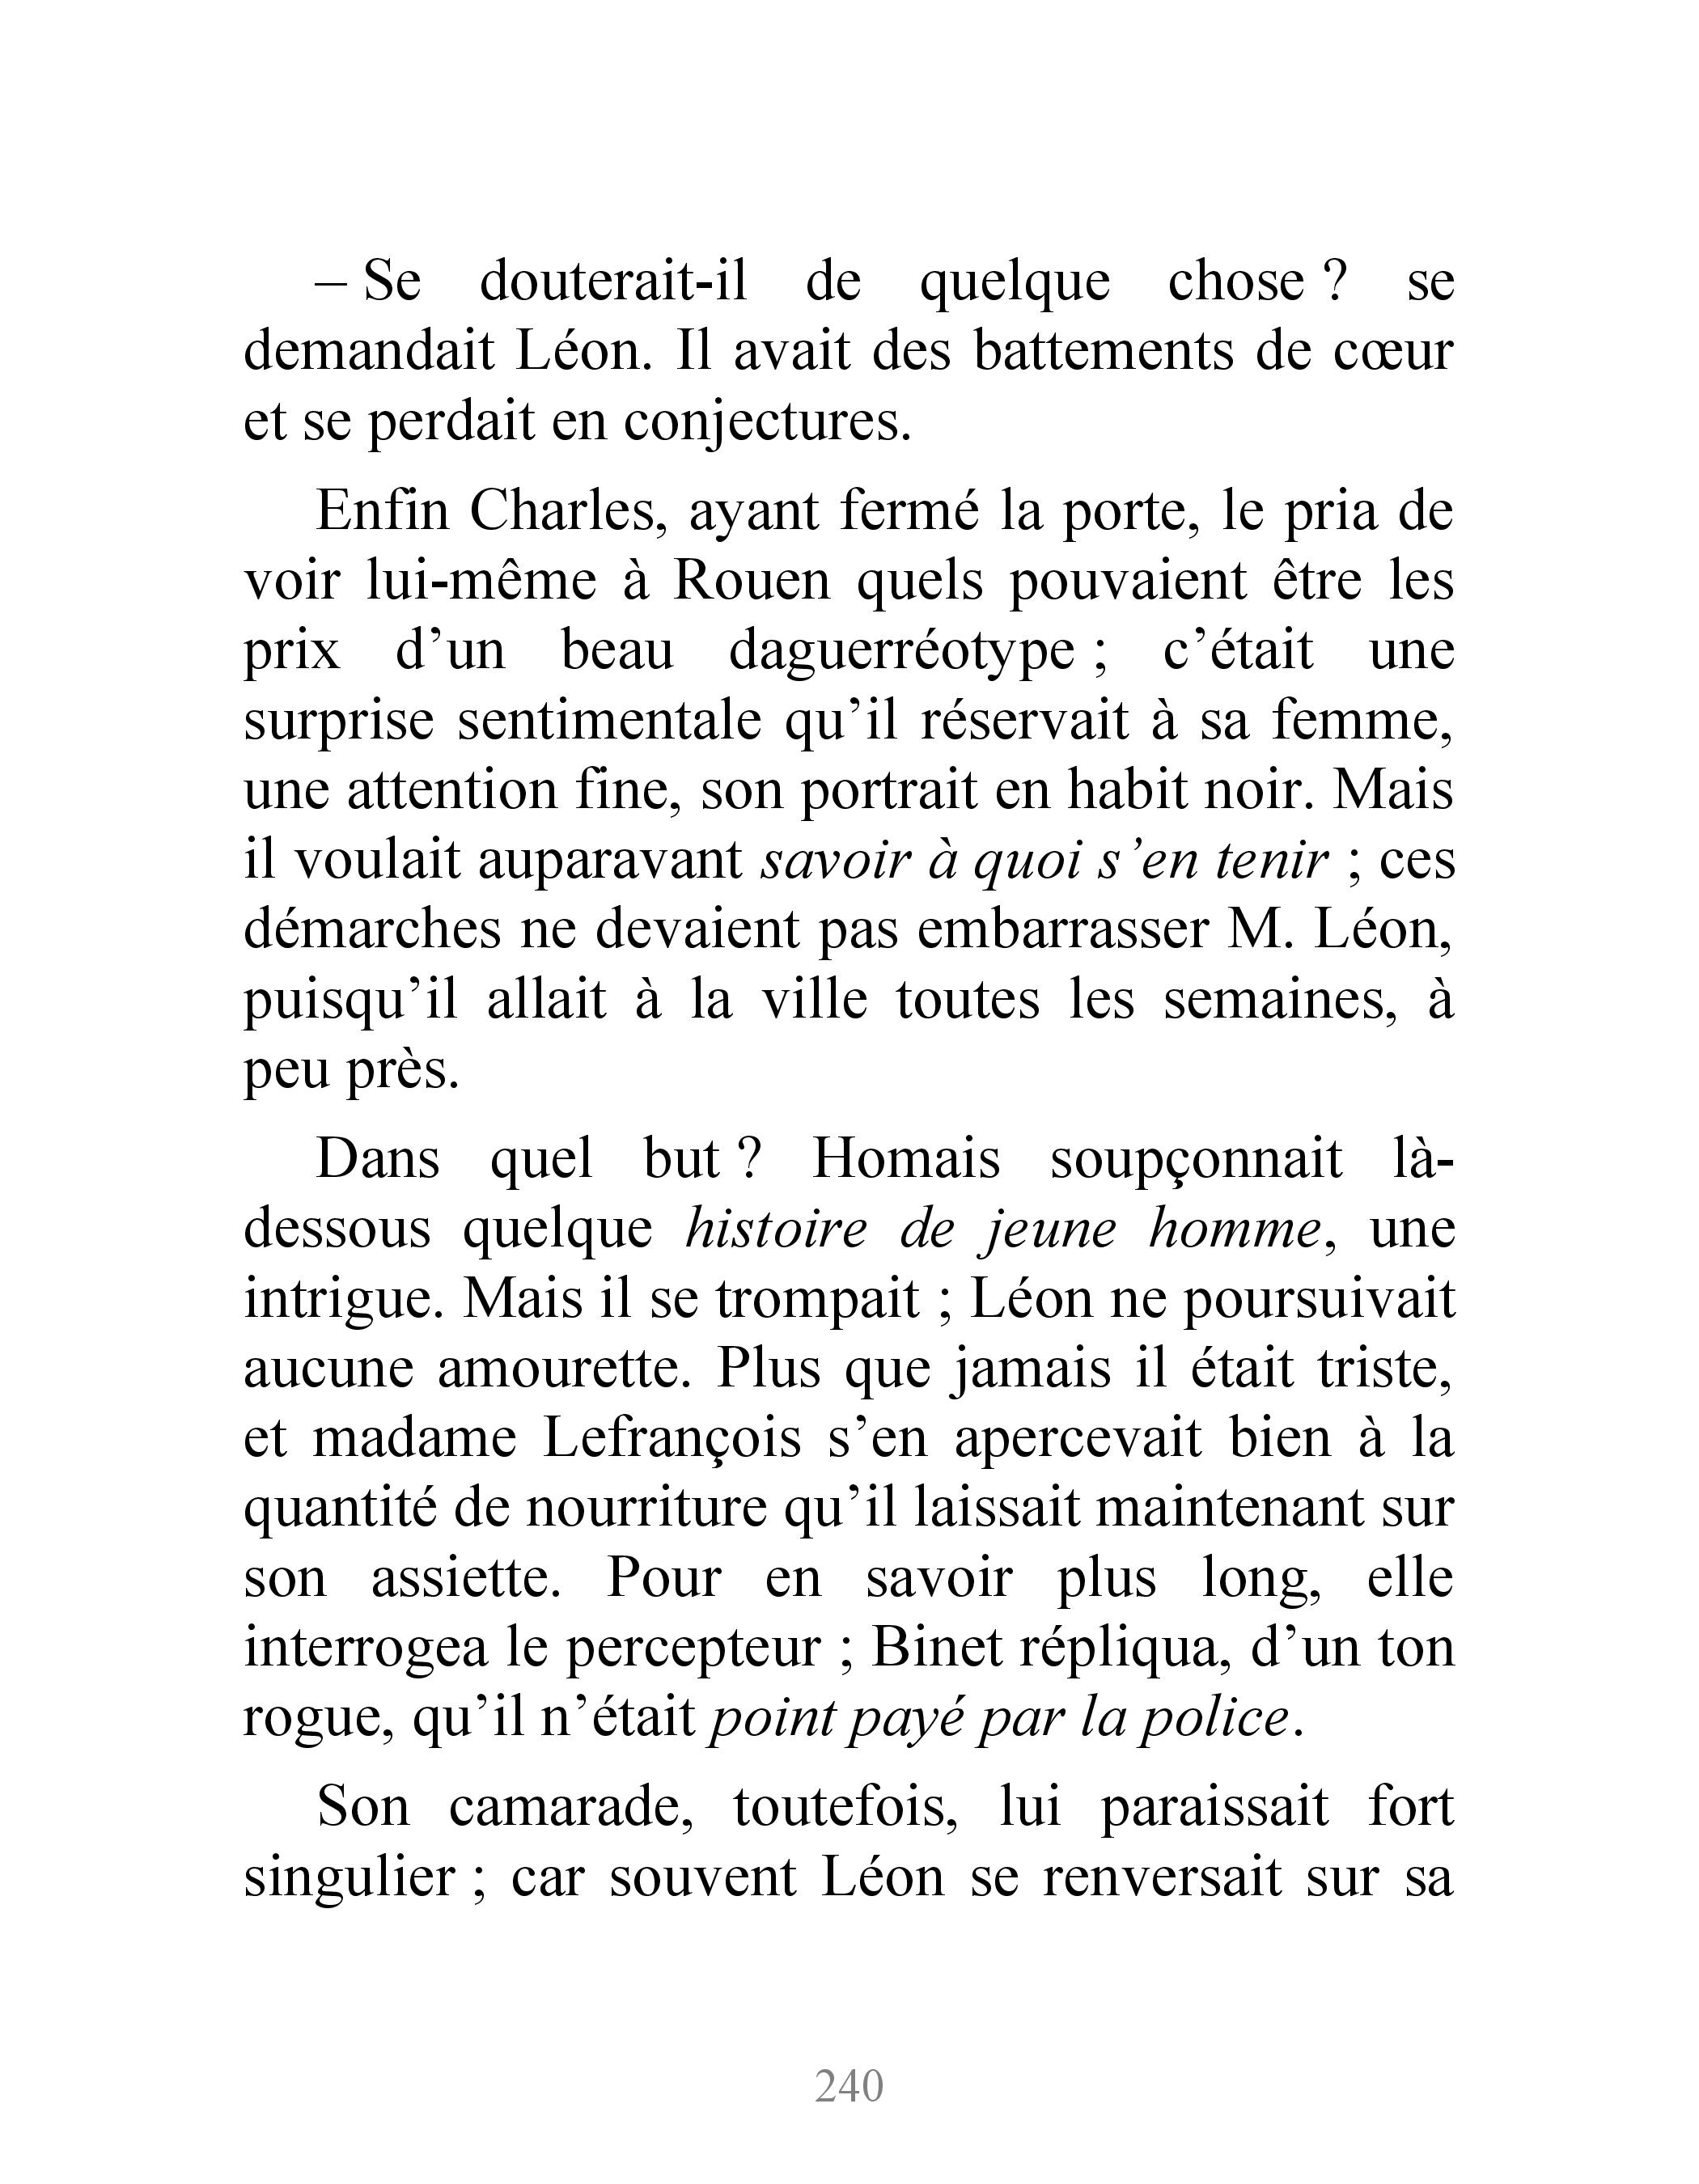 – Se douterait-il de quelque chose ? se
demandait Léon. Il avait des battements de cœur
et se perdait en conjectures.
Enfin Charles, ayant fermé la porte, le pria de
voir lui-même à Rouen quels pouvaient être les
prix d’un beau daguerréotype ; c’était une
surprise sentimentale qu’il réservait à sa femme,
une attention fine, son portrait en habit noir. Mais
il voulait auparavant savoir à quoi s’en tenir ; ces
démarches ne devaient pas embarrasser M. Léon,
puisqu’il allait à la ville toutes les semaines, à
peu près.
Dans quel but ? Homais soupçonnait là-
dessous quelque histoire de jeune homme, une
intrigue. Mais il se trompait ; Léon ne poursuivait
aucune amourette. Plus que jamais il était triste,
et madame Lefrançois s’en apercevait bien à la
quantité de nourriture qu’il laissait maintenant sur
son assiette. Pour en savoir plus long, elle
interrogea le percepteur ; Binet répliqua, d’un ton
rogue, qu’il n’était point payé par la police.
Son camarade, toutefois, lui paraissait fort
singulier ; car souvent Léon se renversait sur sa
240